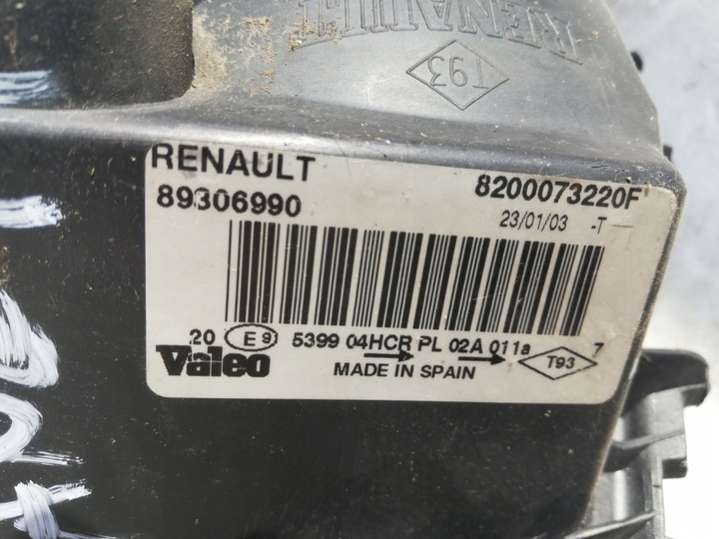 RENAULT
T93
RENAULT
89306990
8200073220F
23/01/03 -T
20 E9 5399 04HCR PL 02A 011a 7
Valeo
MADE IN SPAIN
T93